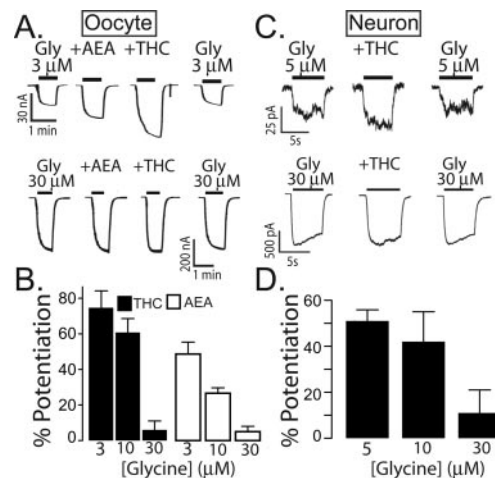 A. Oocyte
Gly +AEA +THC Gly
3 μM 3 μM
30 nA
1 min
Gly +AEA +THC Gly
30 μM 30 μM
200 nA
1 min
B.
% Potentiation
80
60
40
20
0
THC AEA
3 10 30 3 10 30
[Glycine] (μM)
C. Neuron
Gly +THC Gly
5 μM 5 μM
25 pA
5s
Gly +THC Gly
30 μM 30 μM
500 pA
5s
D.
% Potentiation
60
40
20
0
5 10 30
[Glycine] (μM)